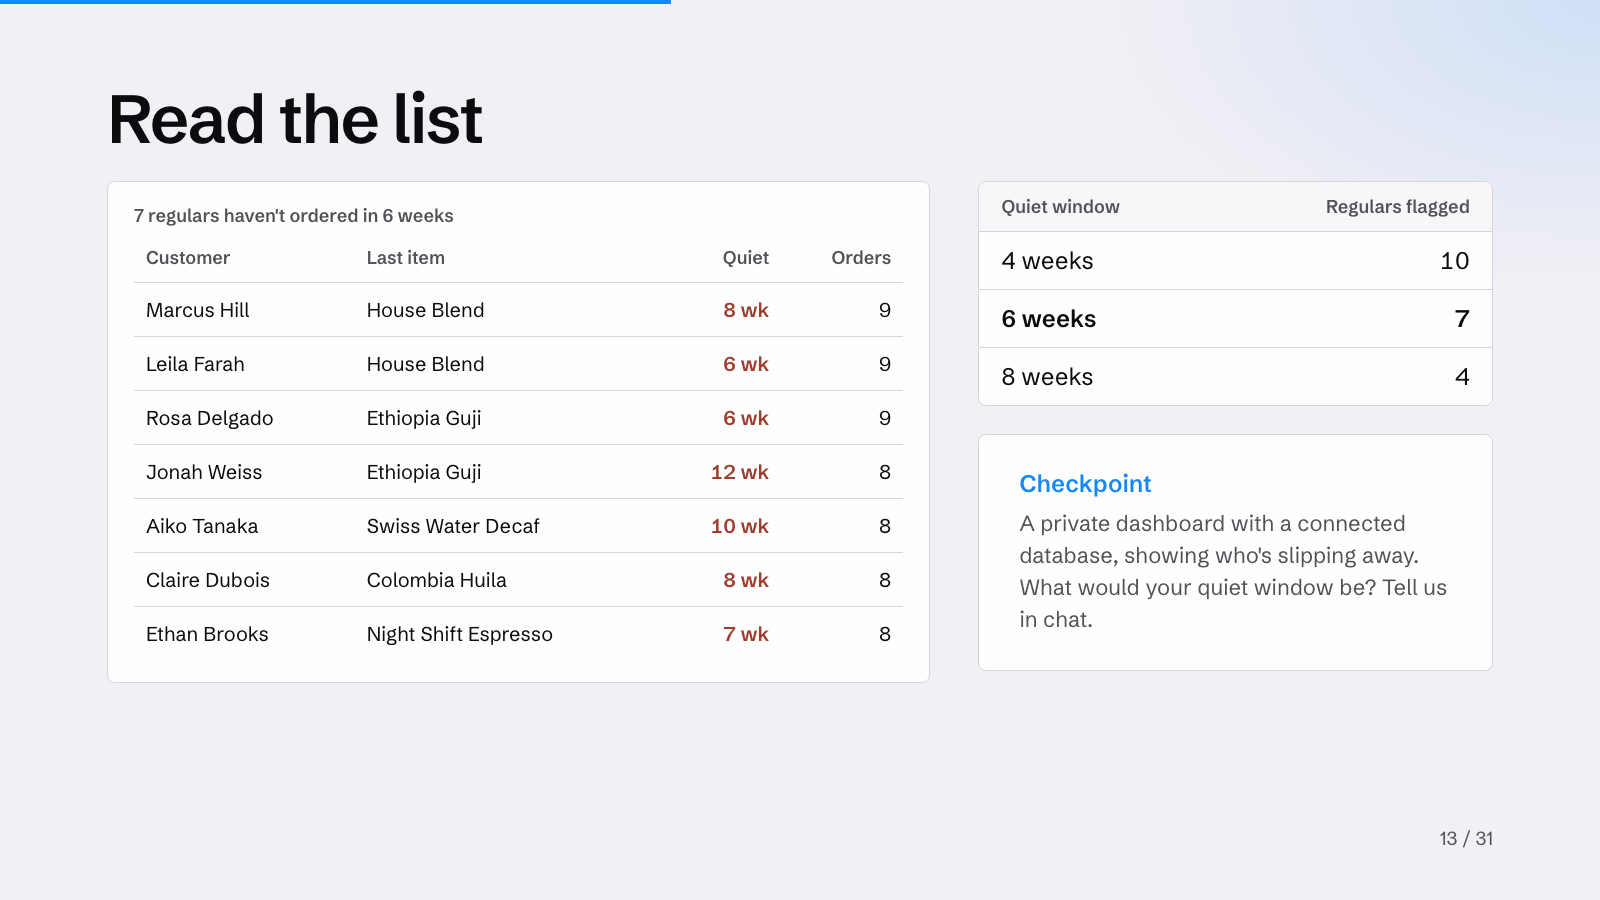 Read the list
7 regulars haven't ordered in 6 weeks
Customer Last item Quiet Orders
Marcus Hill House Blend 8 wk 9
Leila Farah House Blend 6 wk 9
Rosa Delgado Ethiopia Guji 6 wk 9
Jonah Weiss Ethiopia Guji 12 wk 8
Aiko Tanaka Swiss Water Decaf 10 wk 8
Claire Dubois Colombia Huila 8 wk 8
Ethan Brooks Night Shift Espresso 7 wk 8
Quiet window Regulars flagged
4 weeks 10
6 weeks 7
8 weeks 4
Checkpoint
A private dashboard with a connected
database, showing who's slipping away.
What would your quiet window be? Tell us
in chat.
13 / 31